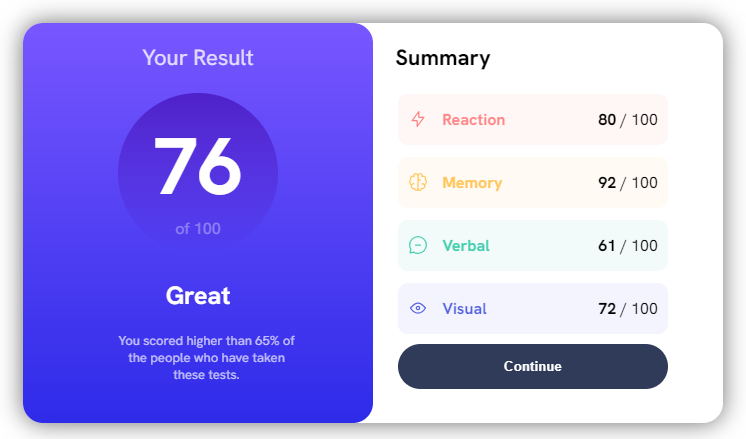 Your Result
76
of 100
Great
You scored higher than 65% of
the people who have taken
these tests.
Summary
Reaction 80 / 100
Memory 92 / 100
Verbal 61 / 100
Visual 72 / 100
Continue